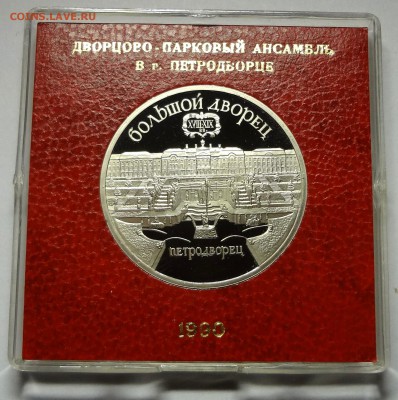 COINS.LAVE.RU
ДВОРЦОВО-ПАРКОВЫЙ АНСАМБЛЬ
В г. ПЕТРОДВОРЦЕ
БОЛЬШОЙ ДВОРЕЦ
XVIII-XIX
ПЕТРОДВОРЕЦ
1990